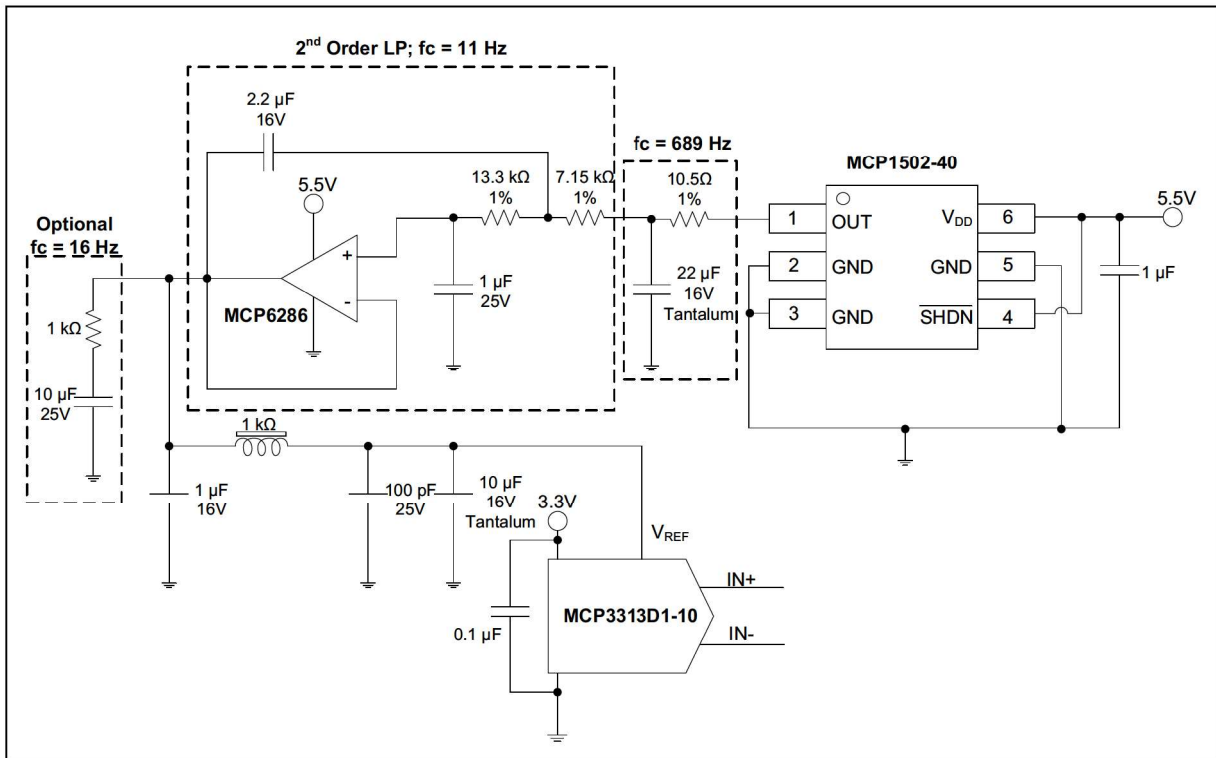 2nd Order LP; fc = 11 Hz
2.2 µF
16V
5.5V
13.3 kΩ
1%
7.15 kΩ
1%
fc = 689 Hz
10.5Ω
1%
MCP1502-40
1
OUT
VDD
6
5.5V
2
GND
GND
5
3
GND
SHDN
4
1 µF
Optional
fc = 16 Hz
1 kΩ
10 µF
25V
+
-
MCP6286
1 µF
25V
22 µF
16V
Tantalum
1 kΩ
1 µF
16V
100 pF
25V
10 µF
16V
Tantalum
3.3V
VREF
0.1 µF
MCP3313D1-10
IN+
IN-